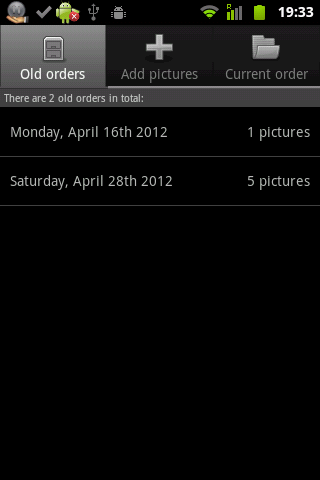 19:33
Old orders
Add pictures
Current order
There are 2 old orders in total:
Monday, April 16th 2012 1 pictures
Saturday, April 28th 2012 5 pictures